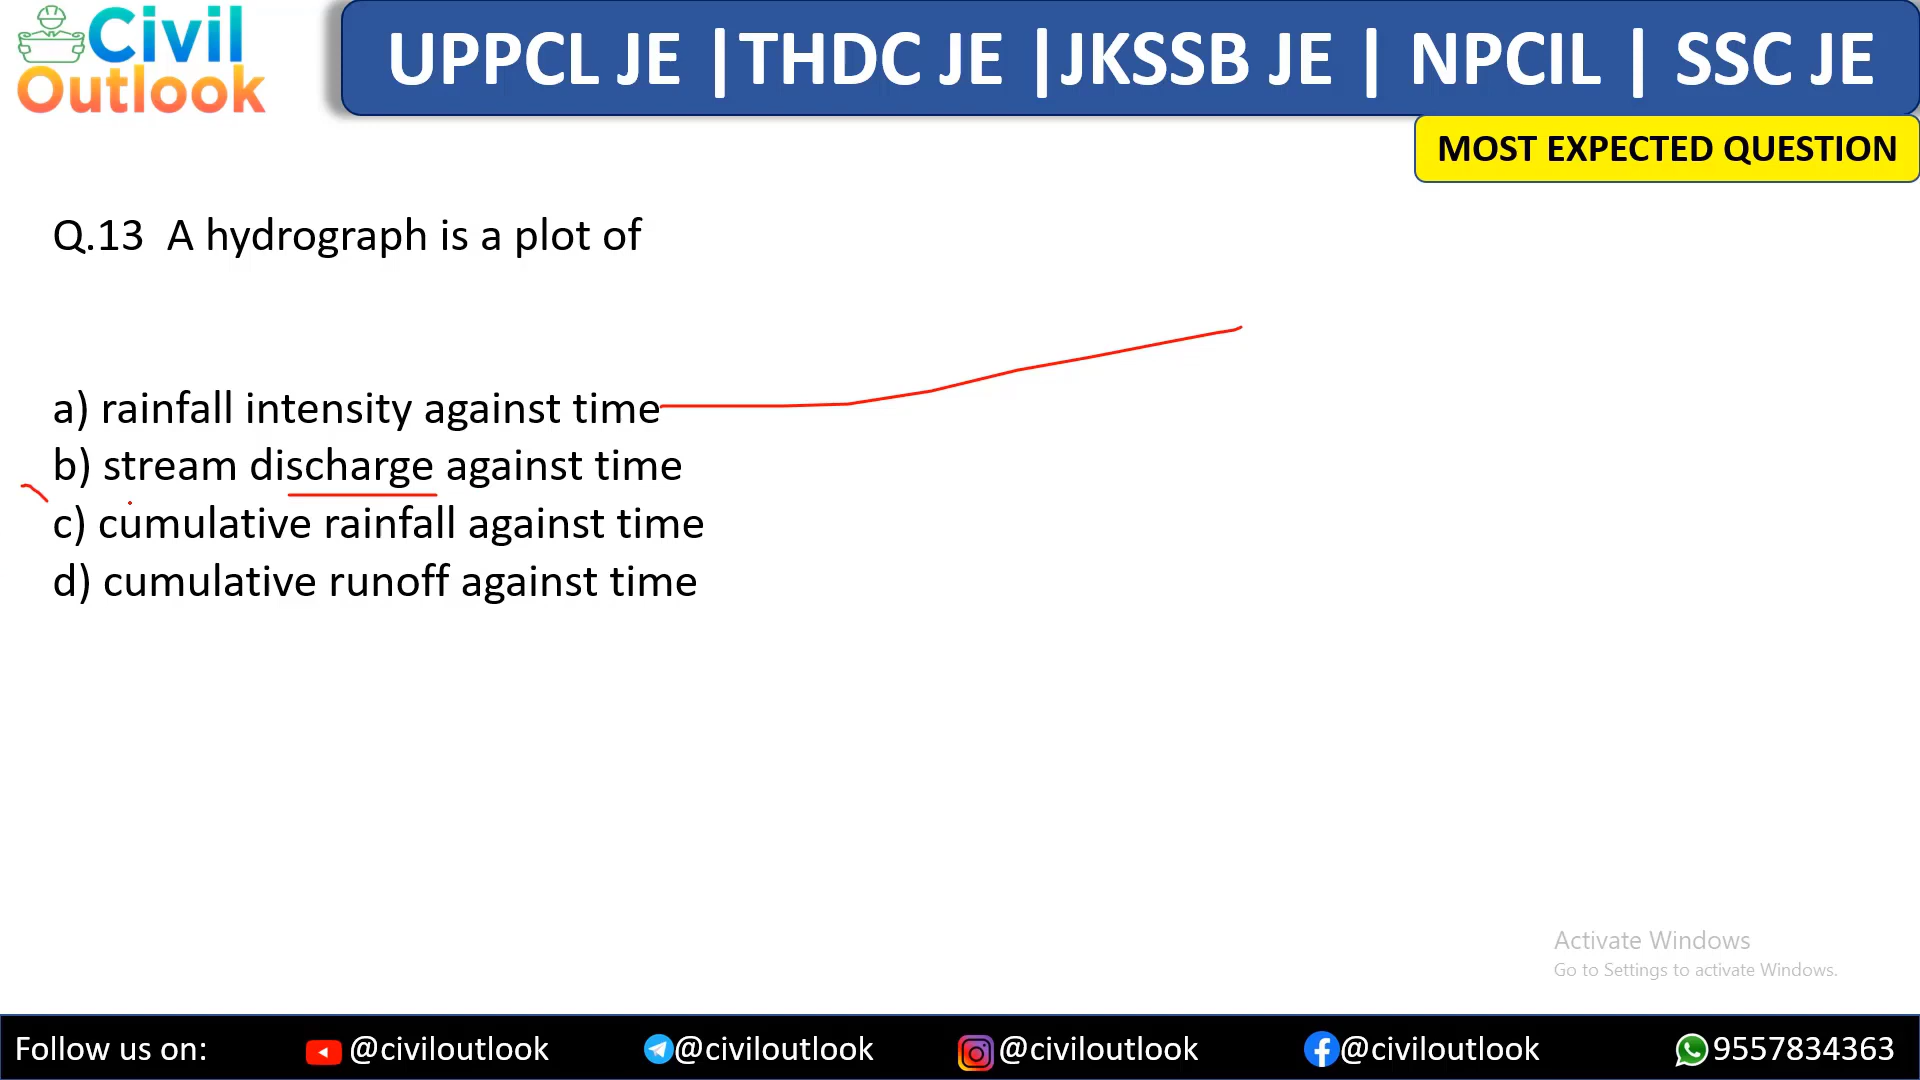 Civil
Outlook
UPPCL JE |THDC JE |JKSSB JE | NPCIL | SSC JE
MOST EXPECTED QUESTION
Q.13 A hydrograph is a plot of
a) rainfall intensity against time
b) stream discharge against time
c) cumulative rainfall against time
d) cumulative runoff against time
Activate Windows
Go to Settings to activate Windows.
Follow us on: @civiloutlook @civiloutlook @civiloutlook @civiloutlook 9557834363